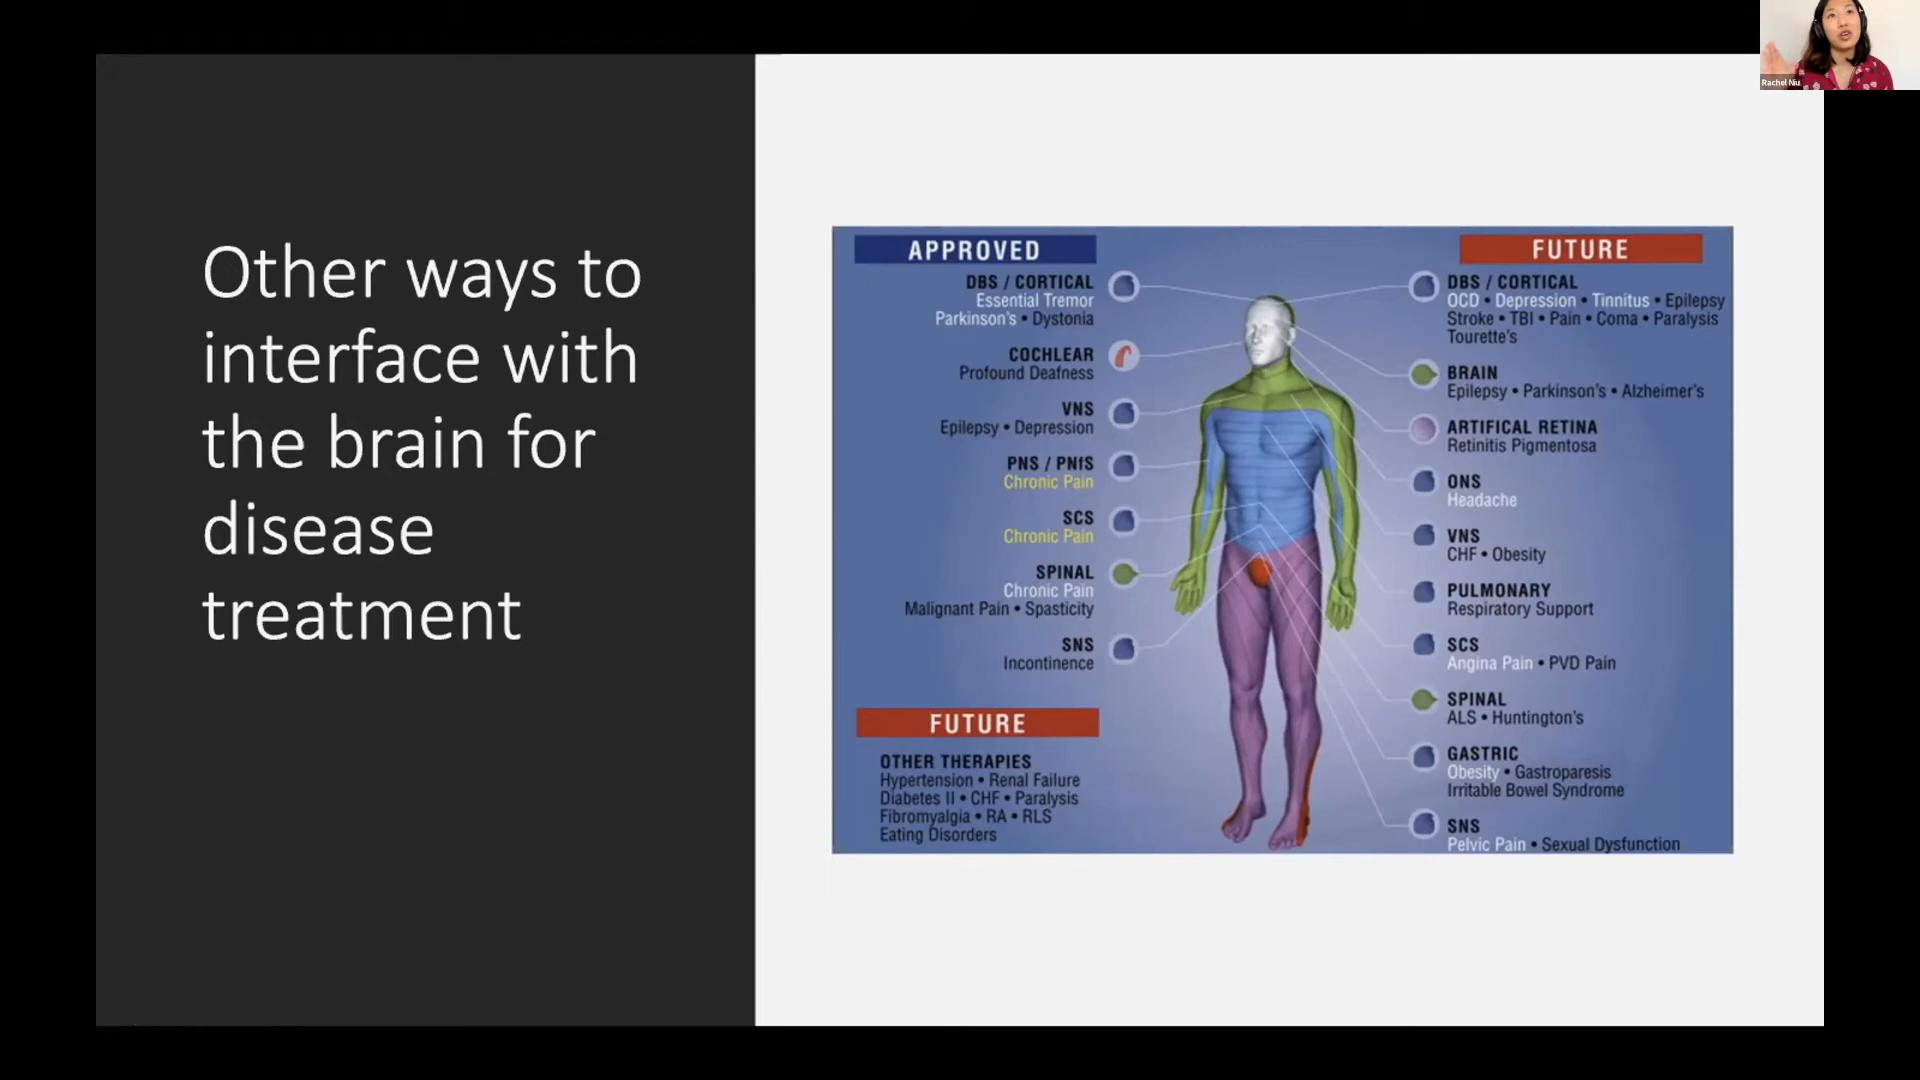 Other ways to
interface with
the brain for
disease
treatment
APPROVED
DBS / CORTICAL
Essential Tremor
Parkinson's • Dystonia
COCHLEAR
Profound Deafness
VNS
Epilepsy • Depression
PNS / PNfS
Chronic Pain
SCS
Chronic Pain
SPINAL
Chronic Pain
Malignant Pain • Spasticity
SNS
Incontinence
FUTURE
OTHER THERAPIES
Hypertension • Renal Failure
Diabetes II • CHF • Paralysis
Fibromyalgia • RA • RLS
Eating Disorders
FUTURE
DBS / CORTICAL
OCD • Depression • Tinnitus • Epilepsy
Stroke • TBI • Pain • Coma • Paralysis
Tourette's
BRAIN
Epilepsy • Parkinson's • Alzheimer's
ARTIFICAL RETINA
Retinitis Pigmentosa
ONS
Headache
VNS
CHF • Obesity
PULMONARY
Respiratory Support
SCS
Angina Pain • PVD Pain
SPINAL
ALS • Huntington's
GASTRIC
Obesity • Gastroparesis
Irritable Bowel Syndrome
SNS
Pelvic Pain • Sexual Dysfunction
Rachel Niu